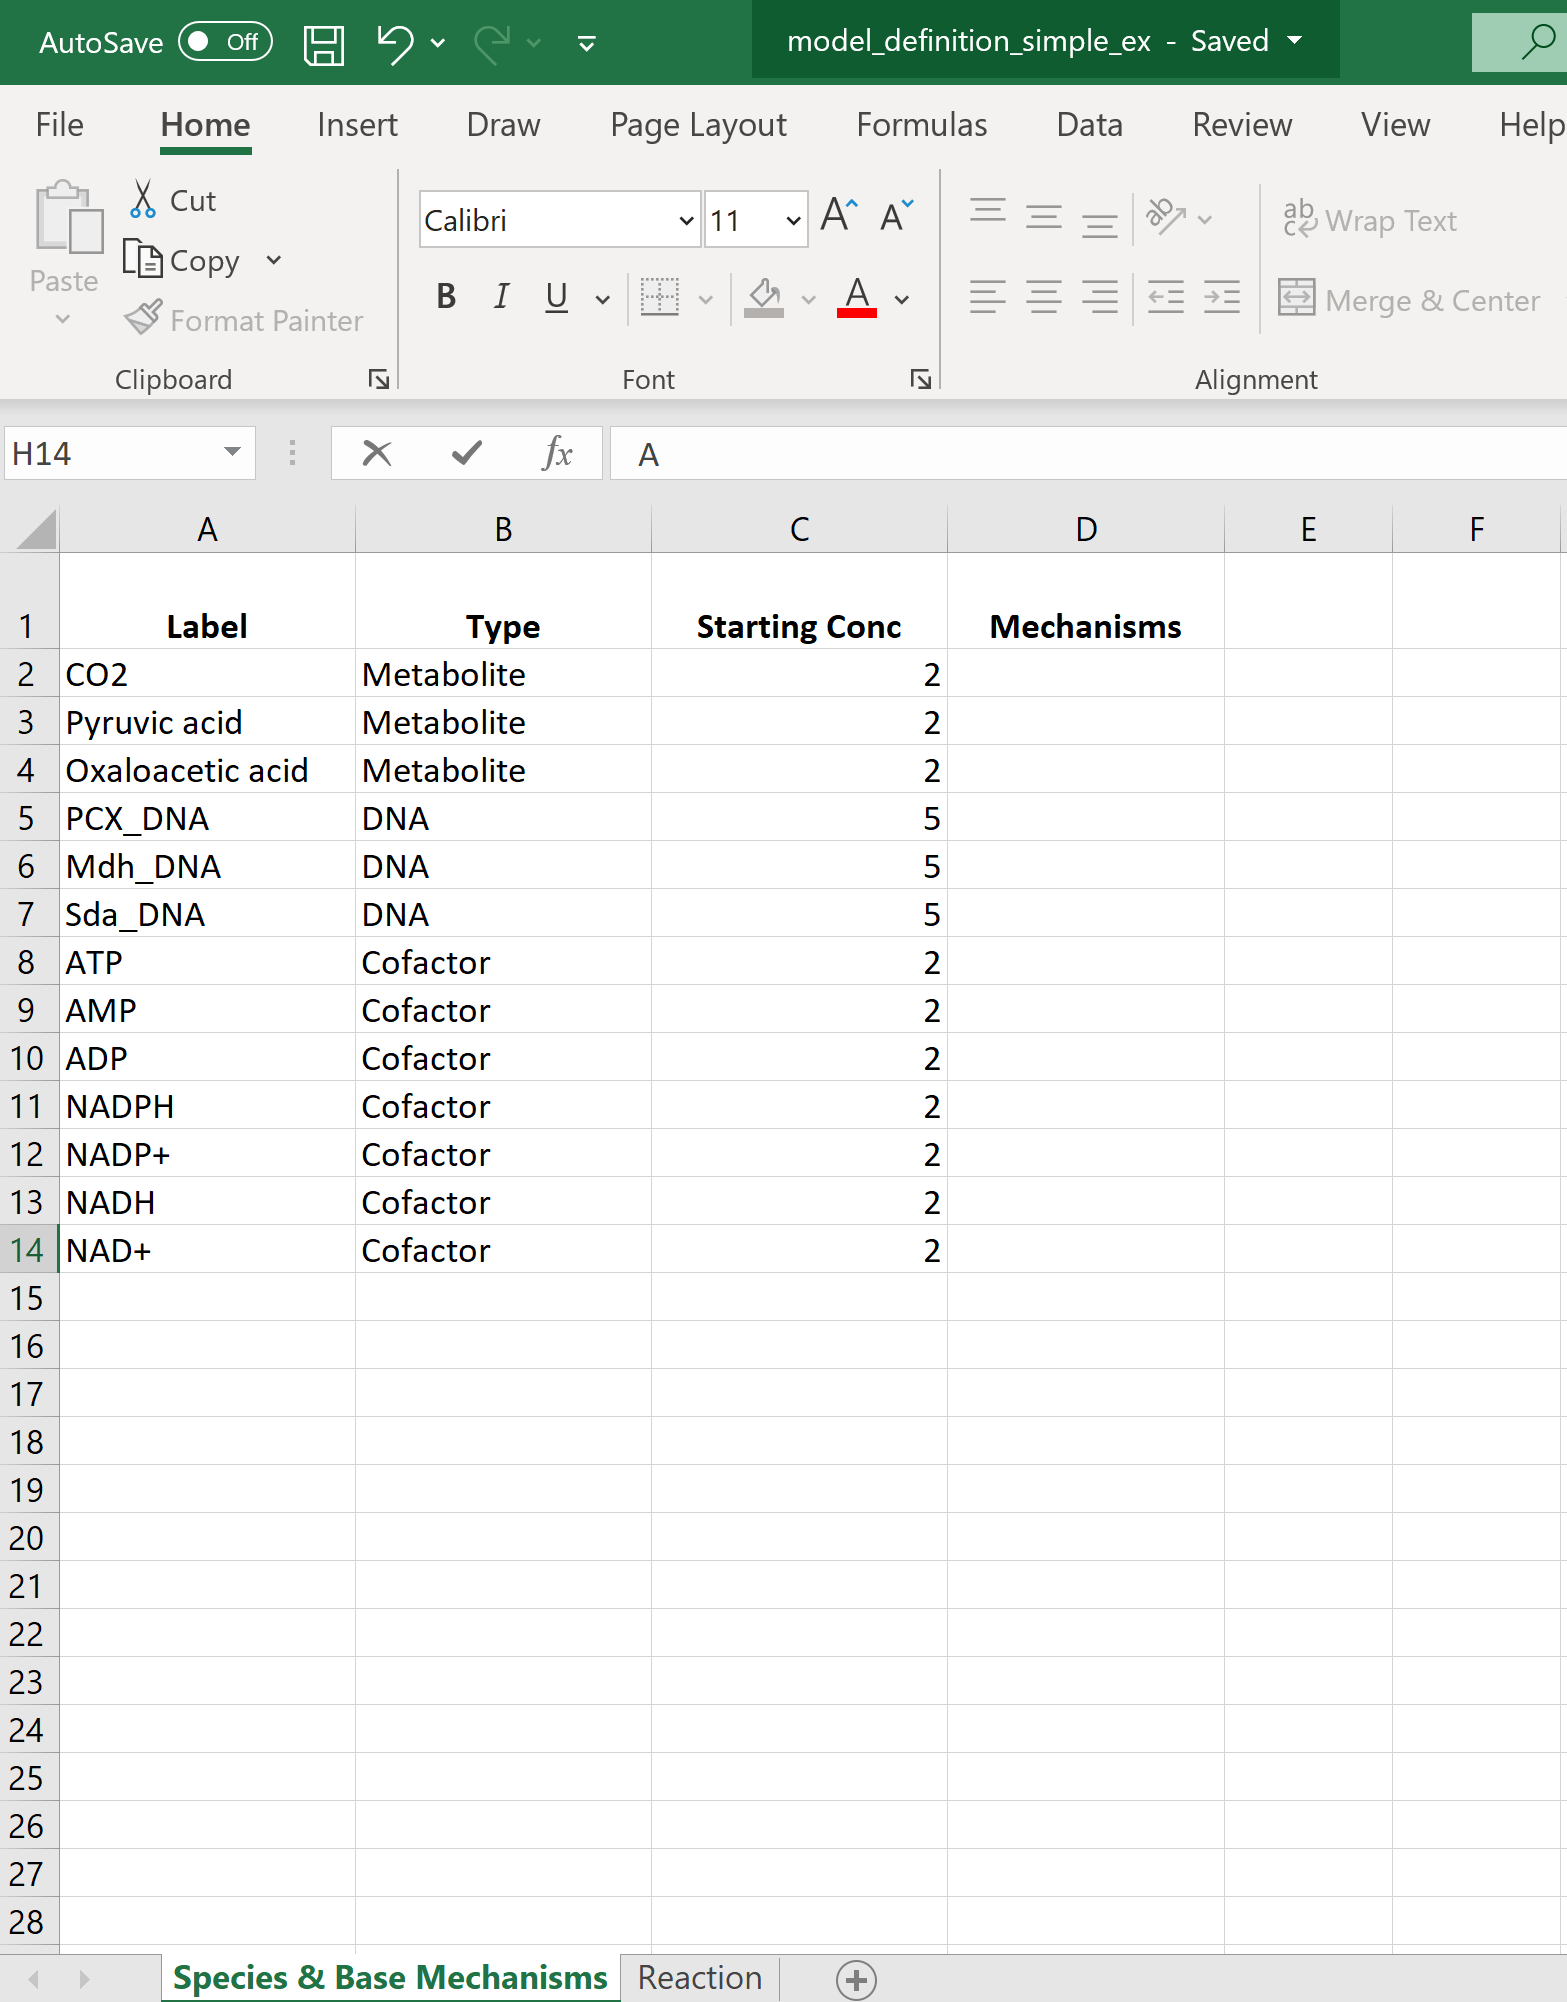 AutoSave Off model_definition_simple_ex - Saved
File Home Insert Draw Page Layout Formulas Data Review View Help
Paste
Cut
Copy
Format Painter
Clipboard
Calibri 11 A A
B I U A
Font
ab Wrap Text
Merge & Center
Alignment
H14 fx A
A B C D E F
1 Label Type Starting Conc Mechanisms
2 CO2 Metabolite 2
3 Pyruvic acid Metabolite 2
4 Oxaloacetic acid Metabolite 2
5 PCX_DNA DNA 5
6 Mdh_DNA DNA 5
7 Sda_DNA DNA 5
8 ATP Cofactor 2
9 AMP Cofactor 2
10 ADP Cofactor 2
11 NADPH Cofactor 2
12 NADP+ Cofactor 2
13 NADH Cofactor 2
14 NAD+ Cofactor 2
15
16
17
18
19
20
21
22
23
24
25
26
27
28
Species & Base Mechanisms Reaction